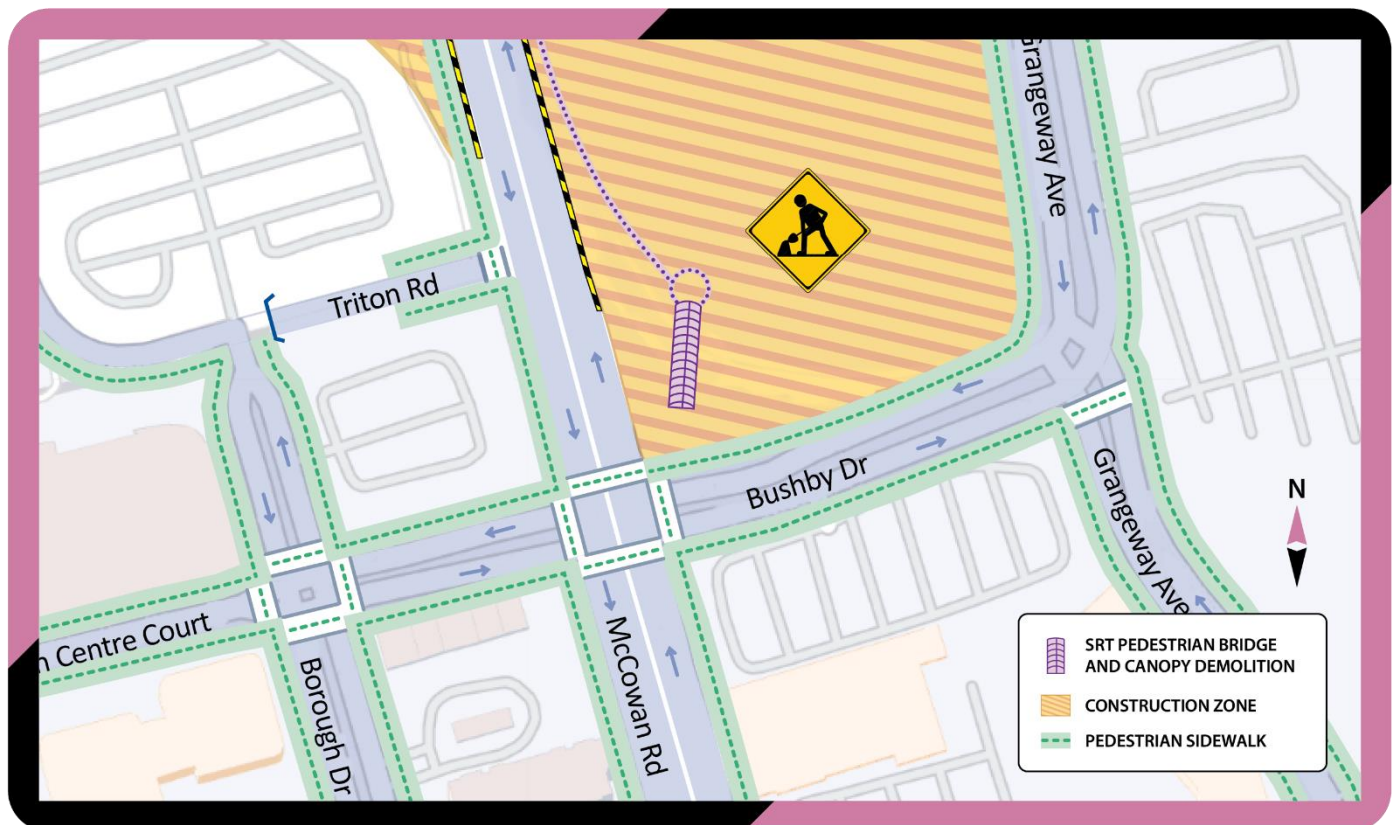 Grangeway Ave
Triton Rd
Bushby Dr
Grangeway Ave
N
n Centre Court
Borough Dr
McCowan Rd
SRT PEDESTRIAN BRIDGE
AND CANOPY DEMOLITION
CONSTRUCTION ZONE
PEDESTRIAN SIDEWALK